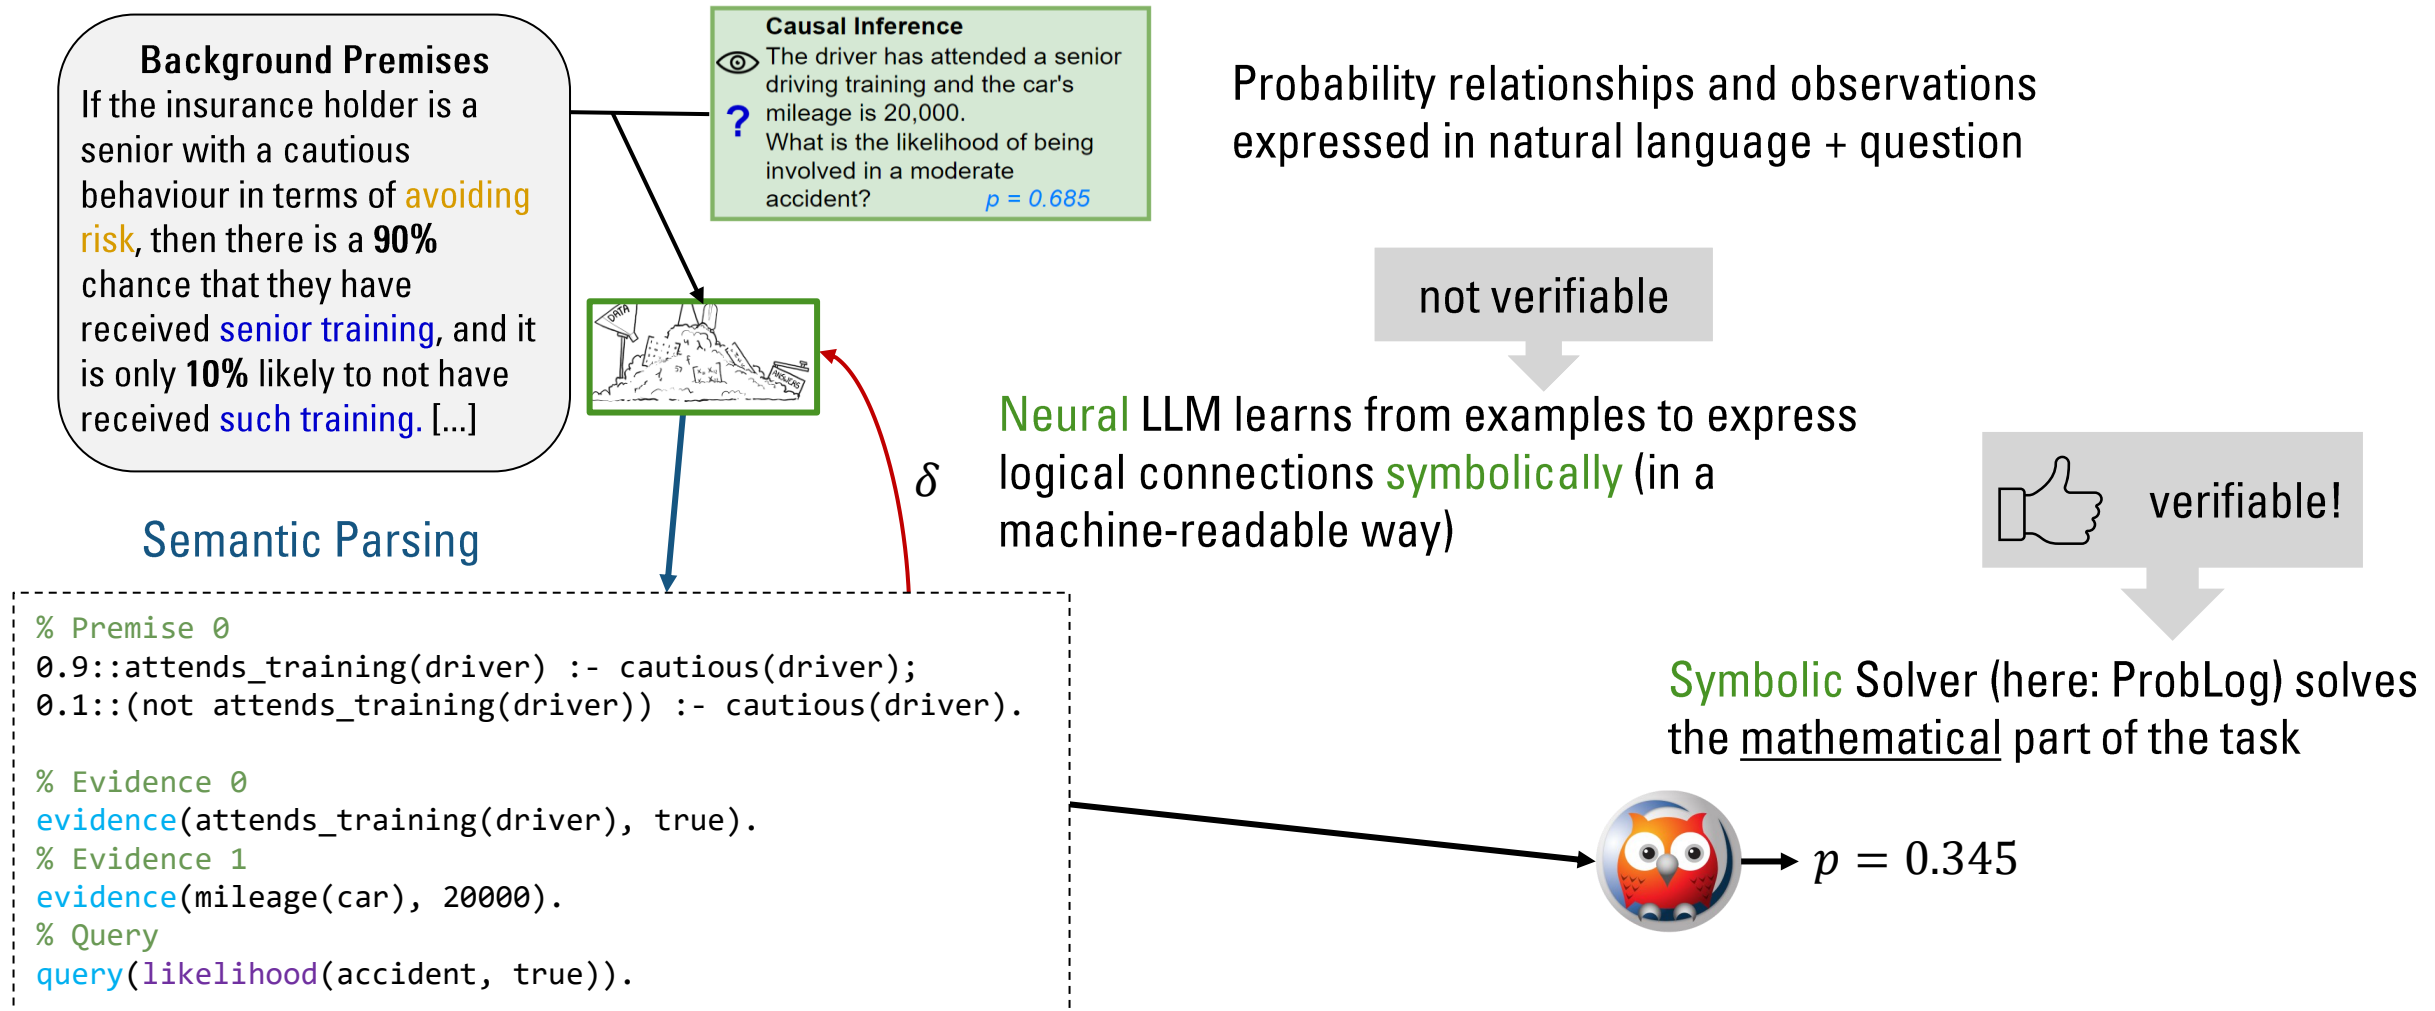 Background Premises
If the insurance holder is a
senior with a cautious
behaviour in terms of avoiding
risk, then there is a 90%
chance that they have
received senior training, and it
is only 10% likely to not have
received such training. [...]
Causal Inference
The driver has attended a senior
driving training and the car's
? mileage is 20,000.
What is the likelihood of being
involved in a moderate
accident? p = 0.685
Probability relationships and observations
expressed in natural language + question
not verifiable
DATA
ANSWERS
Neural LLM learns from examples to express
logical connections symbolically (in a
machine-readable way)
δ
verifiable!
Semantic Parsing
% Premise 0
0.9::attends_training(driver) :- cautious(driver);
0.1::(not attends_training(driver)) :- cautious(driver).
% Evidence 0
evidence(attends_training(driver), true).
% Evidence 1
evidence(mileage(car), 20000).
% Query
query(likelihood(accident, true)).
Symbolic Solver (here: ProbLog) solves
the mathematical part of the task
p = 0.345